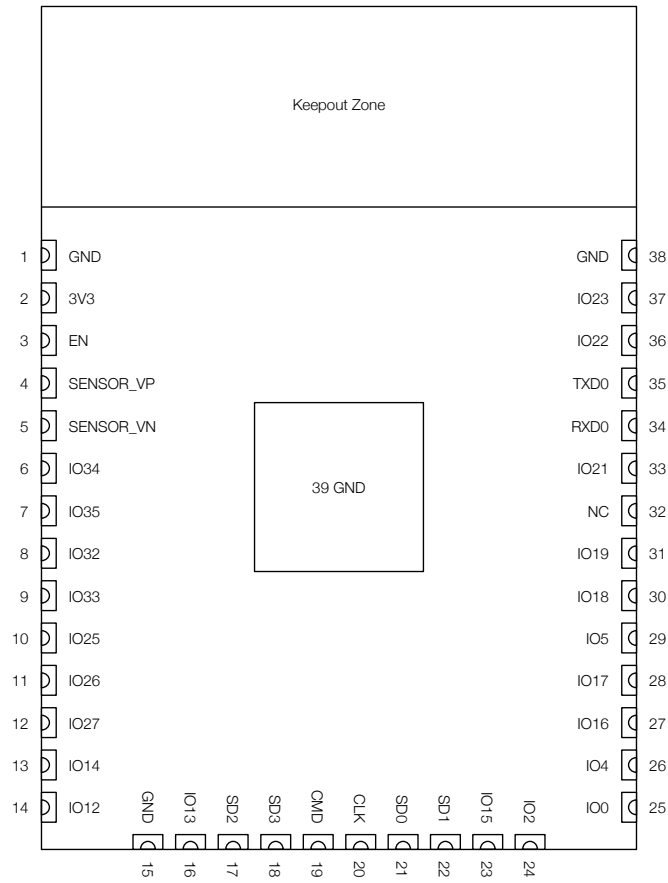 Keepout Zone
1 GND
2 3V3
3 EN
4 SENSOR_VP
5 SENSOR_VN
6 IO34
7 IO35
8 IO32
9 IO33
10 IO25
11 IO26
12 IO27
13 IO14
14 IO12
39 GND
GND 38
IO23 37
IO22 36
TXD0 35
RXD0 34
IO21 33
NC 32
IO19 31
IO18 30
IO5 29
IO17 28
IO16 27
IO4 26
IO0 25
GND 15
IO13 16
SD2 17
SD3 18
CMD 19
CLK 20
SD0 21
SD1 22
IO15 23
IO2 24